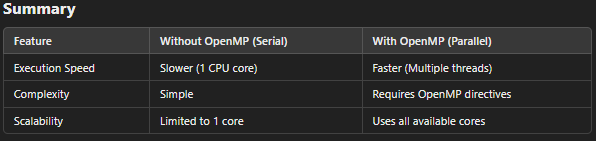 Summary
Feature Without OpenMP (Serial) With OpenMP (Parallel)
Execution Speed Slower (1 CPU core) Faster (Multiple threads)
Complexity Simple Requires OpenMP directives
Scalability Limited to 1 core Uses all available cores